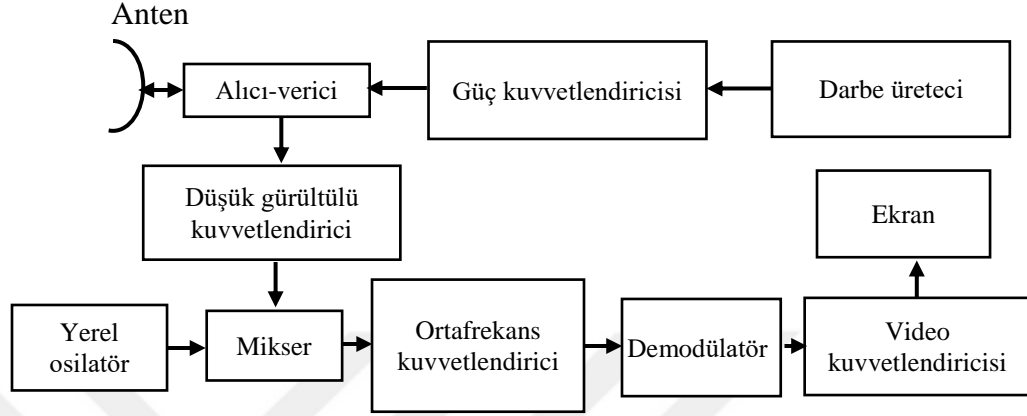 Anten
Alıcı-verici
Güç kuvvetlendiricisi
Darbe üreteci
Düşük gürültülü
kuvvetlendirici
Ekran
Yerel
osilatör
Mikser
Ortafrekans
kuvvetlendirici
Demodülatör
Video
kuvvetlendiricisi